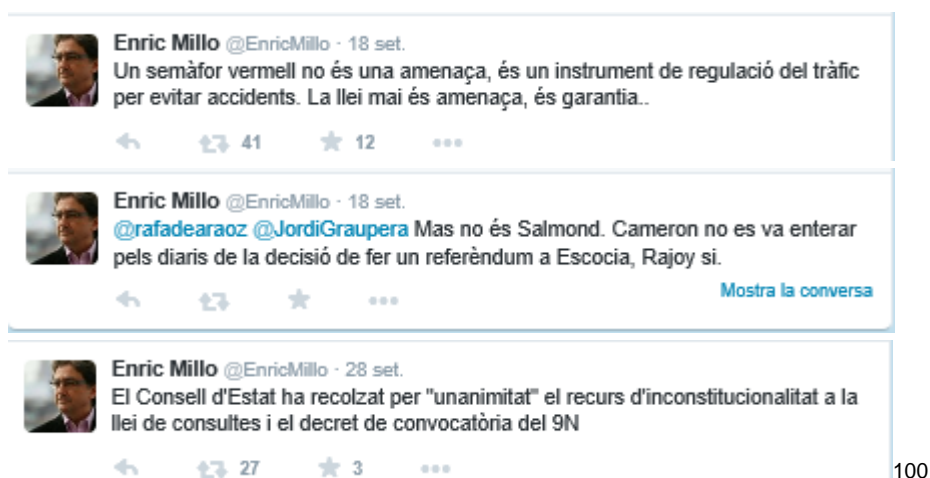 Enric Millo @EnricMillo · 18 set.
Un semàfor vermell no és una amenaça, és un instrument de regulació del tràfic
per evitar accidents. La llei mai és amenaça, és garantia..
41 12
Enric Millo @EnricMillo · 18 set.
@rafadearaoz @JordiGraupera Mas no és Salmond. Cameron no es va enterar
pels diaris de la decisió de fer un referèndum a Escocia, Rajoy si.
Mostra la conversa
Enric Millo @EnricMillo · 28 set.
El Consell d'Estat ha recolzat per "unanimitat" el recurs d'inconstitucionalitat a la
llei de consultes i el decret de convocatòria del 9N
27 3
100